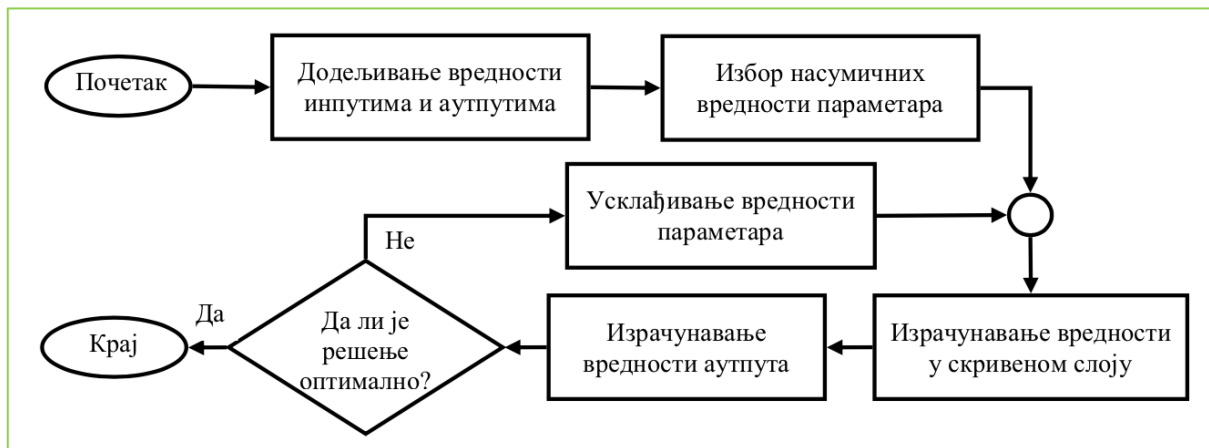 Почетак
Додељивање вредности
инпутима и аутпутима
Избор насумичних
вредности параметара
Усклађивање вредности
параметара
Не
Да
Крај
Да ли је
решење
оптимално?
Израчунавање
вредности аутпута
Израчунавање вредности
у скривеном слоју